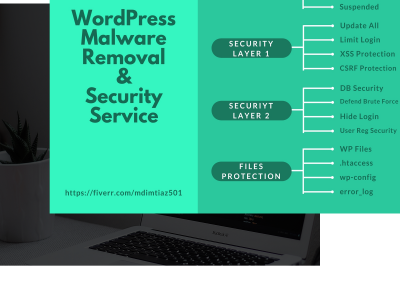 WordPress
Malware
Removal
&
Security
Service
https://fiverr.com/mdimtiaz501
Suspended
SECURITY
LAYER 1
Update All
Limit Login
XSS Protection
CSRF Protection
SECURIYT
LAYER 2
DB Security
Defend Brute Force
Hide Login
User Reg Security
FILES
PROTECTION
WP Files
.htaccess
wp-config
error_log